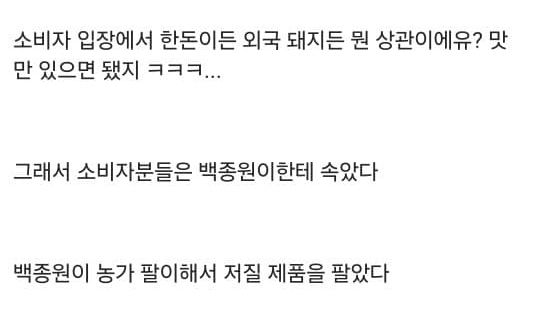 소비자 입장에서 한돈이든 외국 돼지든 뭔 상관이에유? 맛
만 있으면 됐지 ㅋㅋㅋ...
그래서 소비자분들은 백종원이한테 속았다
백종원이 농가 팔이해서 저질 제품을 팔았다